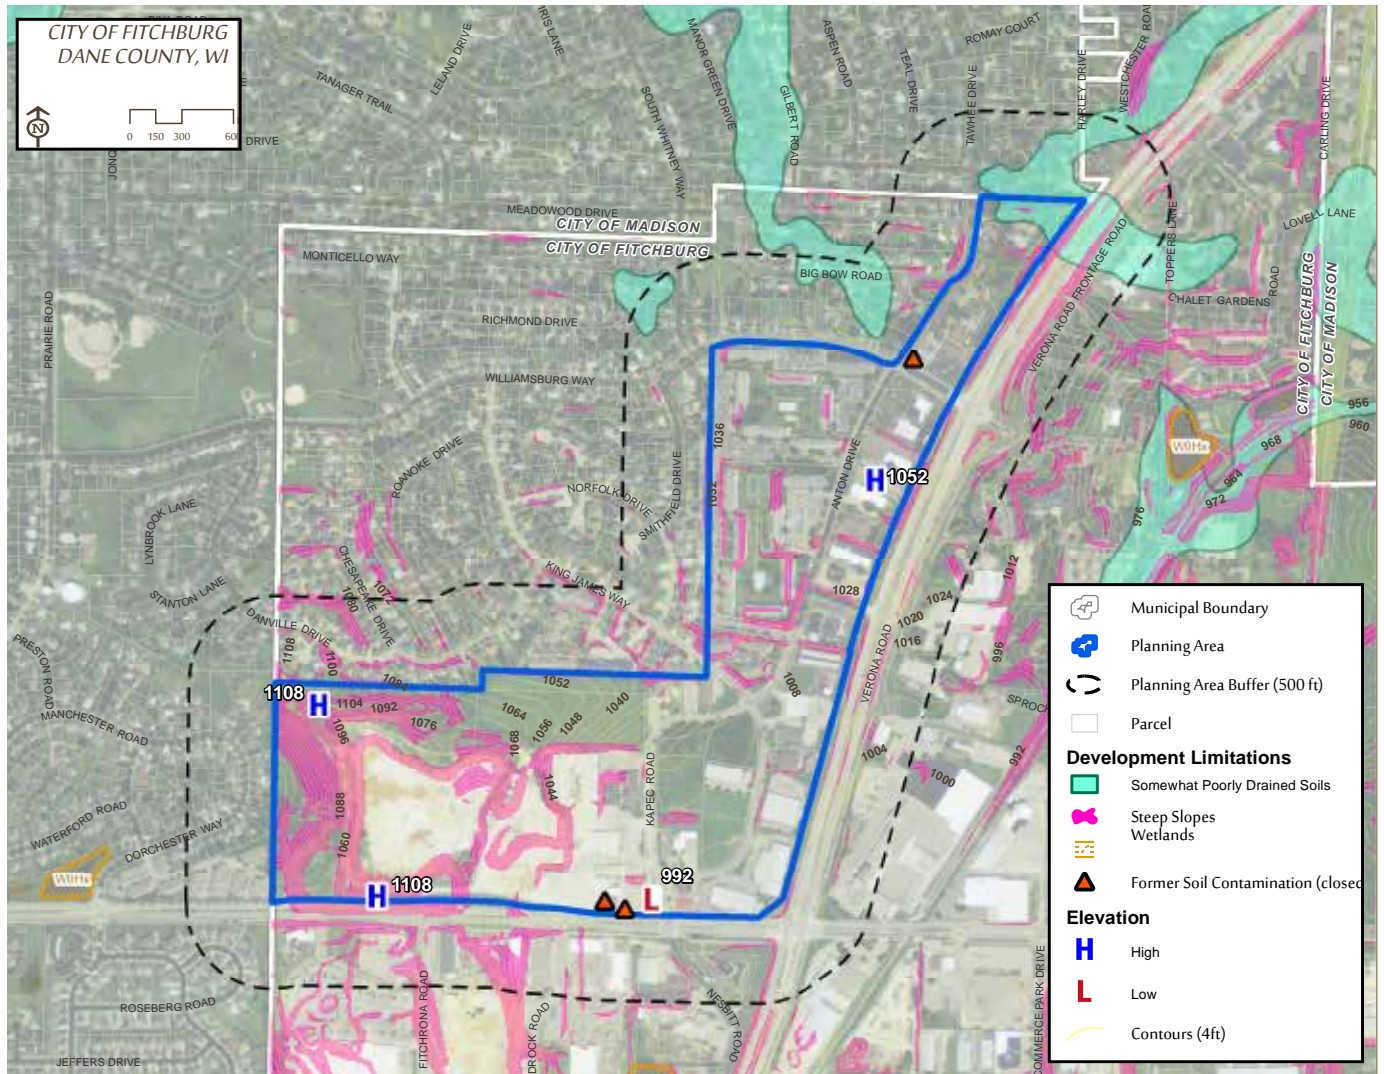 CITY OF FITCHBURG
DANE COUNTY, WI
N
0 150 300 600
DRIVE
TANAGER TRAIL
LELAND DRIVE
IRIS LANE
MANOR GREEN DRIVE
SOUTH WHITNEY WAY
GILBERT ROAD
ASPEN ROAD
TEAL DRIVE
TAWHEE DRIVE
ROMAY COURT
HARLEY DRIVE
WESTCHESTER ROAD
CARLING DRIVE
LOVELL LANE
MEADOWOOD DRIVE
CITY OF MADISON
CITY OF FITCHBURG
MONTICELLO WAY
BIG BOW ROAD
TOPPERS LANE
CHALET GARDENS ROAD
VERONA ROAD FRONTAGE ROAD
CITY OF FITCHBURG
CITY OF MADISON
PRAIRIE ROAD
RICHMOND DRIVE
WILLIAMSBURG WAY
956
960
968
964
972
976
W0Hx
ROANOKE DRIVE
NORFOLK DRIVE
SMITHFIELD DRIVE
1036
1032
ANTON DRIVE
H 1052
LYNBROOK LANE
STANTON LANE
CHESAPEAKE DRIVE
1072
1080
KING JAMES WAY
DANVILLE DRIVE
1028
1012
1024
1020
1016
996
VERONA ROAD
PRESTON ROAD
MANCHESTER ROAD
1108
1100
1084
1052
1008
1108
H
1104
1092
1076
1096
1064
1056
1048
1040
1068
1044
1004
1000
992
SPROCK
1088
1060
KAPEC ROAD
WATERFORD ROAD
DORCHESTER WAY
W0Hx
H 1108
992
L
ROSEBERG ROAD
JEFFERS DRIVE
FITCHRONA ROAD
DROCK ROAD
NESBITT ROAD
COMMERCE PARK DRIVE
Municipal Boundary
Planning Area
Planning Area Buffer (500 ft)
Parcel
Development Limitations
Somewhat Poorly Drained Soils
Steep Slopes
Wetlands
Former Soil Contamination (closed
Elevation
H High
L Low
Contours (4ft)